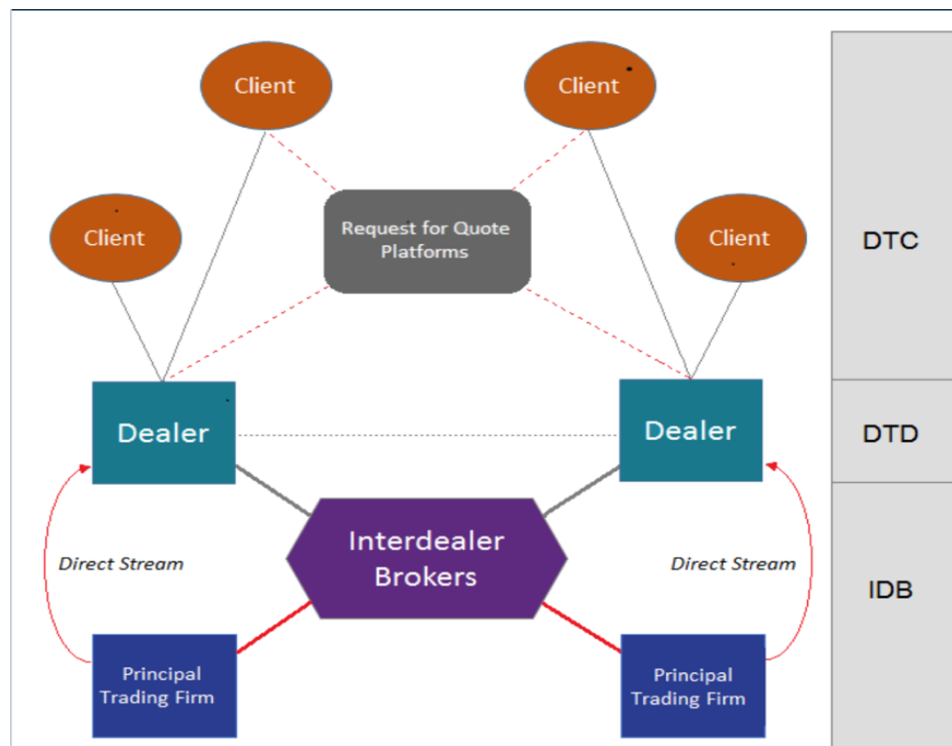 Client
Client
Client
Client
Request for Quote
Platforms
DTC
Dealer
Dealer
DTD
Interdealer
Brokers
Direct Stream
Direct Stream
IDB
Principal
Trading Firm
Principal
Trading Firm